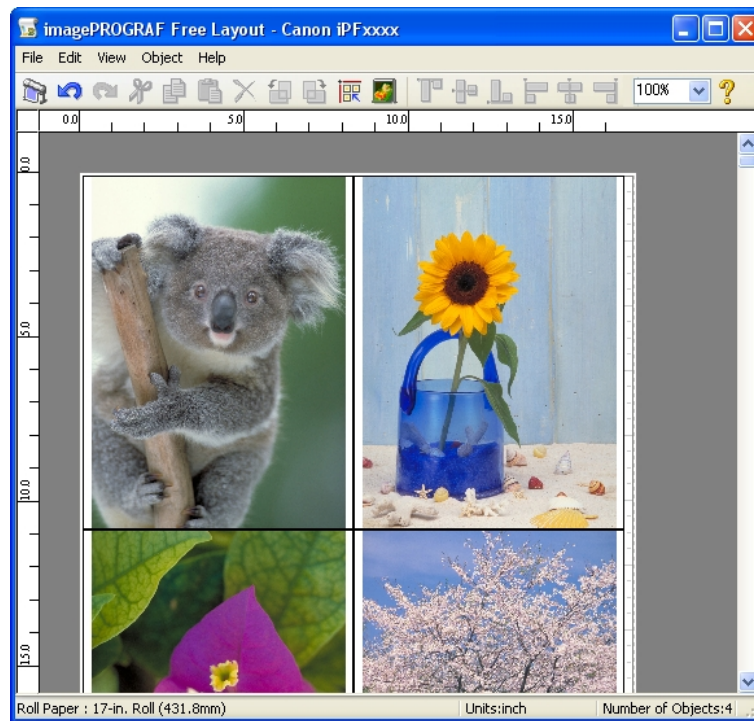 imagePROGRAF Free Layout - Canon iPFxxxx
File Edit View Object Help
100%
0.0 5.0 10.0 15.0
0.0
5.0
10.0
15.0
Roll Paper : 17-in. Roll (431.8mm) Units:inch Number of Objects:4